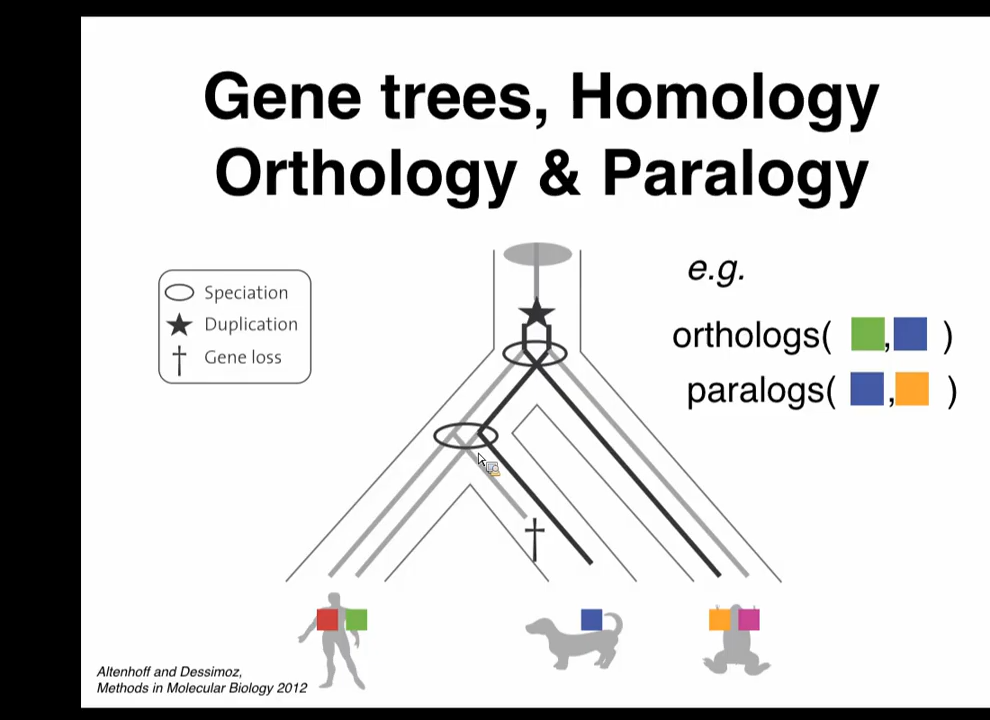 Gene trees, Homology
Orthology & Paralogy
Speciation
Duplication
Gene loss
e.g.
orthologs( , )
paralogs( , )
Altenhoff and Dessimoz,
Methods in Molecular Biology 2012